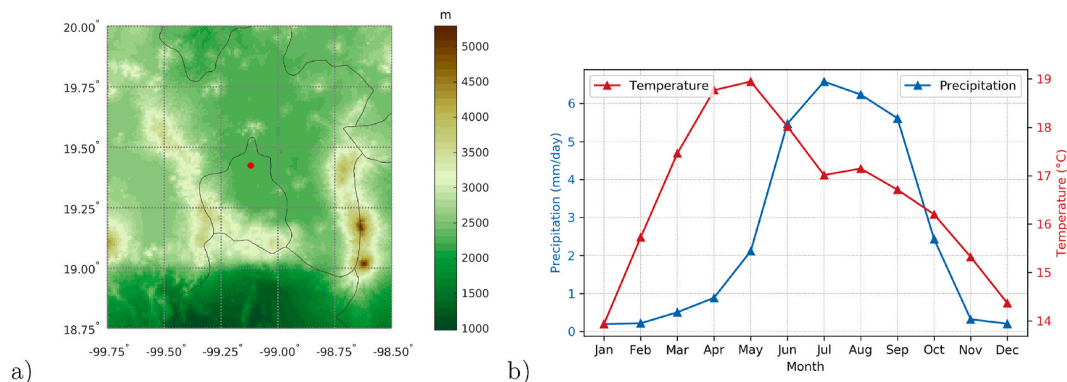 m
20.00°
19.75°
19.50°
19.25°
19.00°
18.75°
-99.75° -99.50° -99.25° -99.00° -98.75° -98.50°
5000
4500
4000
3500
3000
2500
2000
1500
1000
a)
Temperature
Precipitation
Precipitation (mm/day)
6
5
4
3
2
1
0
19
18
17
16
15
14
Temperature (°C)
Jan Feb Mar Apr May Jun Jul Aug Sep Oct Nov Dec
Month
b)